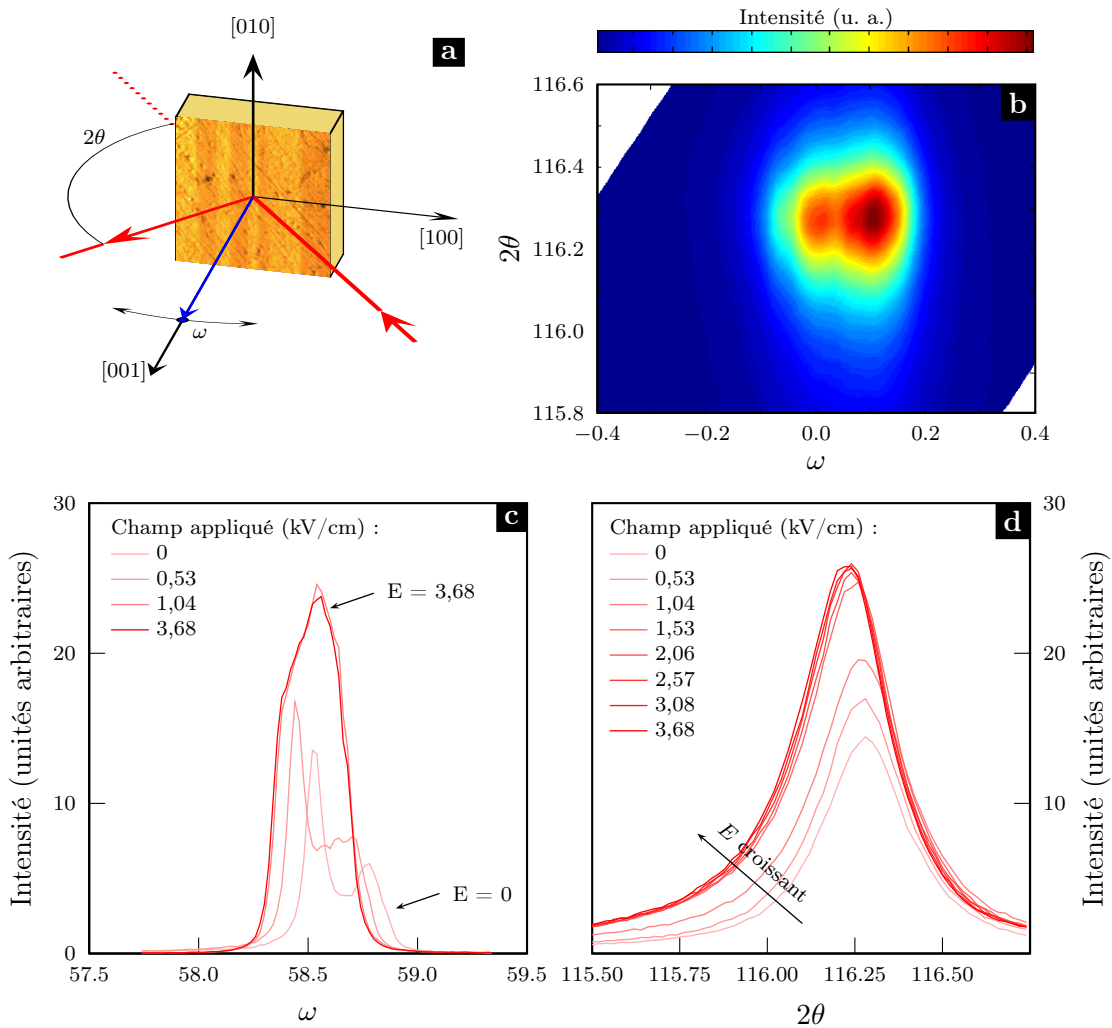 [010]
a
2θ
[100]
ω
[001]
Intensité (u. a.)
b
116.6
116.4
116.2
116.0
115.8
2θ
−0.4
−0.2
0.0
0.2
0.4
ω
c
Champ appliqué (kV/cm) :
0
0,53
1,04
3,68
E = 3,68
E = 0
30
20
10
0
Intensité (unités arbitraires)
57.5
58.0
58.5
59.0
59.5
ω
d
Champ appliqué (kV/cm) :
0
0,53
1,04
1,53
2,06
2,57
3,08
3,68
E croissant
30
20
10
Intensité (unités arbitraires)
115.50
115.75
116.00
116.25
116.50
2θ